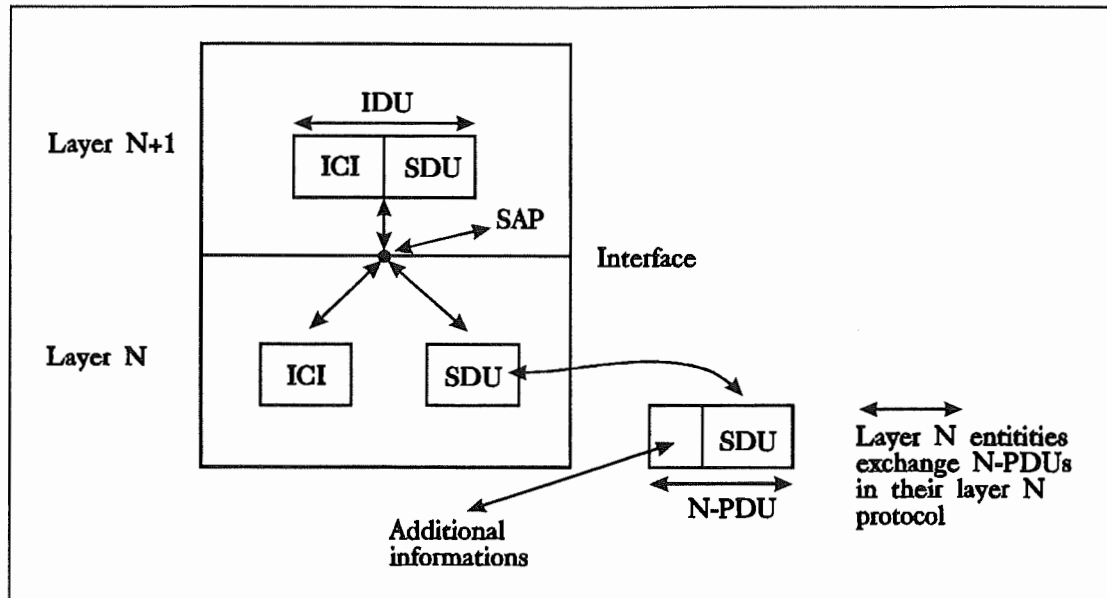 IDU
Layer N+1
ICI
SDU
SAP
Interface
Layer N
ICI
SDU
SDU
N-PDU
Additional
informations
Layer N entitities
exchange N-PDUs
in their layer N
protocol